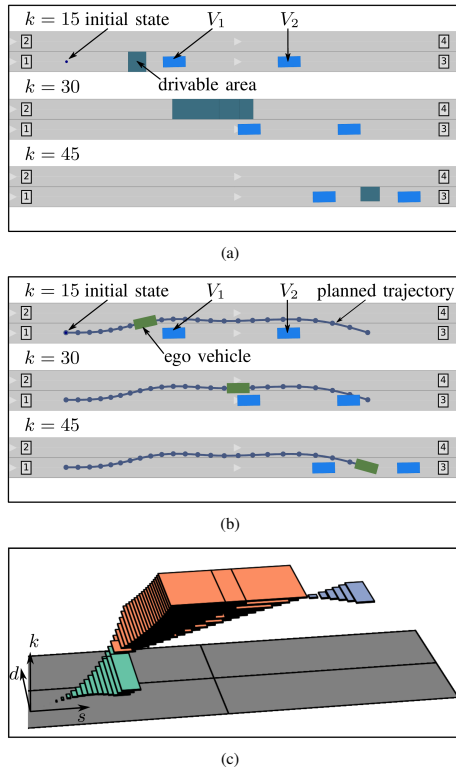 k = 15 initial state V1 V2
2 4
1 3
drivable area
k = 30
2 4
1 3
k = 45
2 4
1 3
(a)
k = 15 initial state V1 V2 planned trajectory
2 4
1 3
ego vehicle
k = 30
2 4
1 3
k = 45
2 4
1 3
(b)
k
d
s
(c)